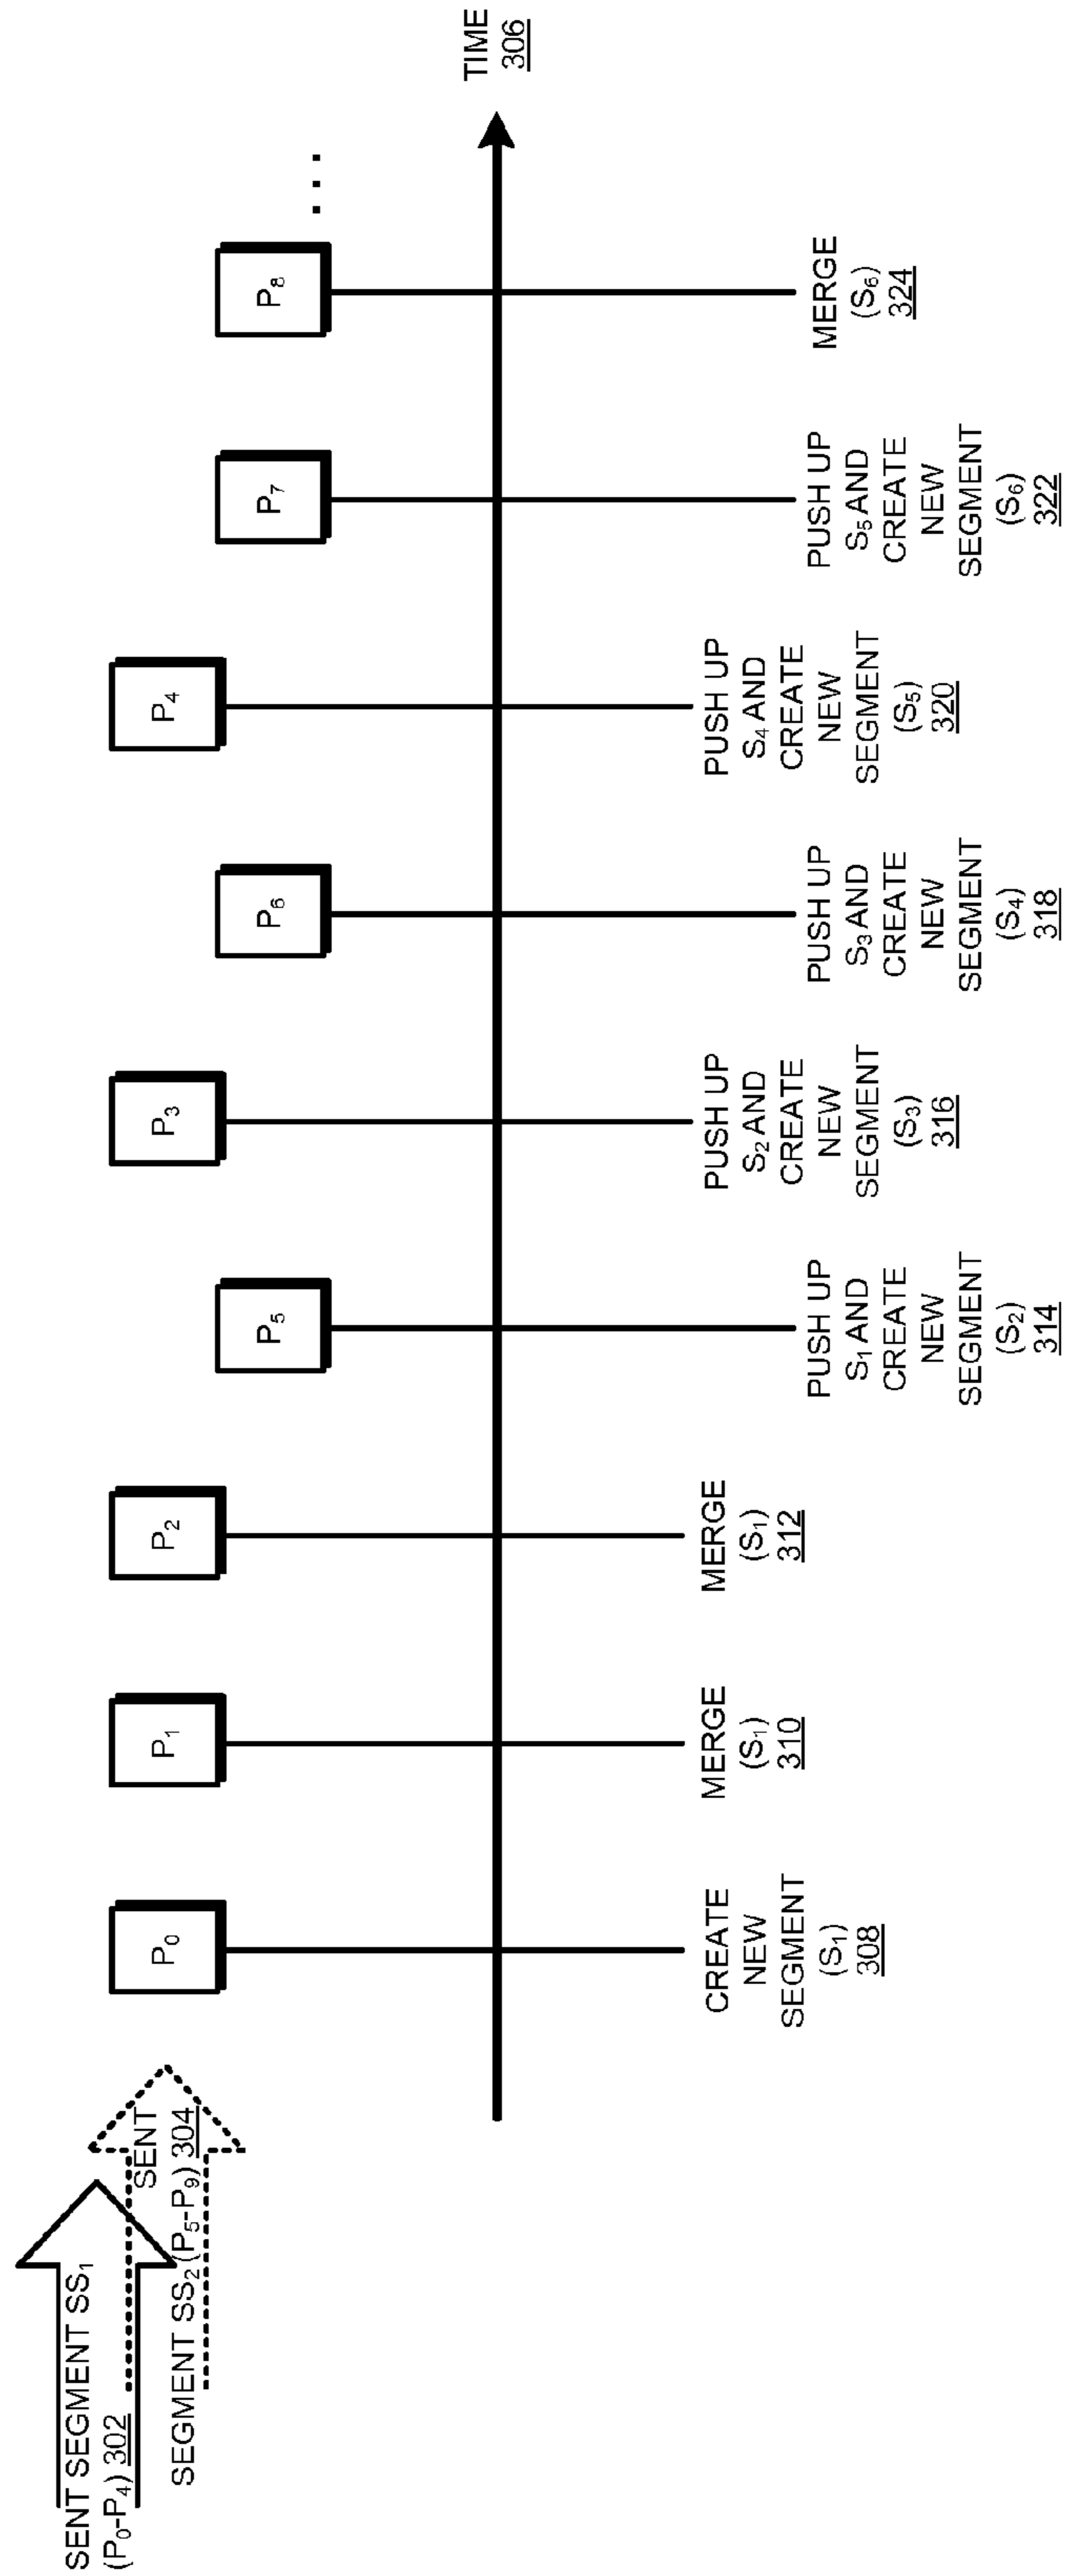 SENT SEGMENT SS₁
(P₀-P₄) 302
SENT
SEGMENT SS₂ (P₅-P₉) 304
P₀
P₁
P₂
P₅
P₃
P₆
P₄
P₇
P₈
...
TIME
306
CREATE
NEW
SEGMENT
(S₁)
308
MERGE
(S₁)
310
MERGE
(S₁)
312
PUSH UP
S₁ AND
CREATE
NEW
SEGMENT
(S₂)
314
PUSH UP
S₂ AND
CREATE
NEW
SEGMENT
(S₃)
316
PUSH UP
S₃ AND
CREATE
NEW
SEGMENT
(S₄)
318
PUSH UP
S₄ AND
CREATE
NEW
SEGMENT
(S₅)
320
PUSH UP
S₅ AND
CREATE
NEW
SEGMENT
(S₆)
322
MERGE
(S₆)
324